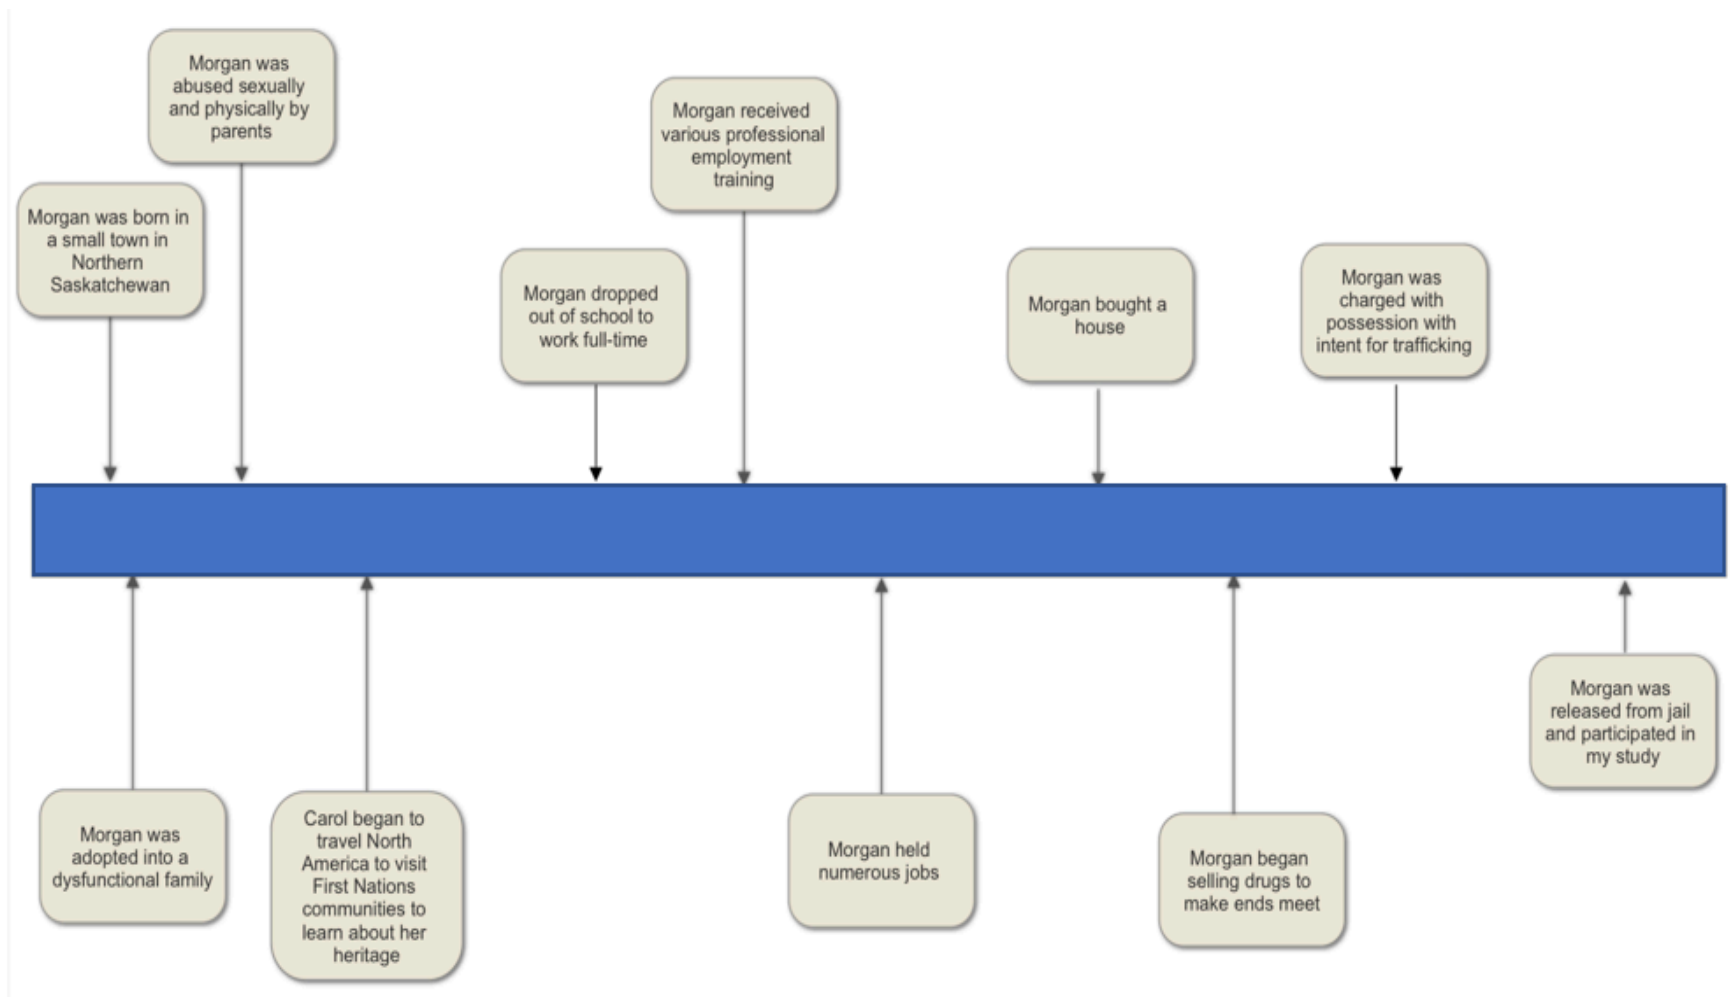 Morgan was born in
a small town in
Northern
Saskatchewan
Morgan was
adopted into a
dysfunctional family
Morgan was
abused sexually
and physically by
parents
Carol began to
travel North
America to visit
First Nations
communities to
learn about her
heritage
Morgan dropped
out of school to
work full-time
Morgan received
various professional
employment
training
Morgan held
numerous jobs
Morgan bought a
house
Morgan began
selling drugs to
make ends meet
Morgan was
charged with
possession with
intent for trafficking
Morgan was
released from jail
and participated in
my study